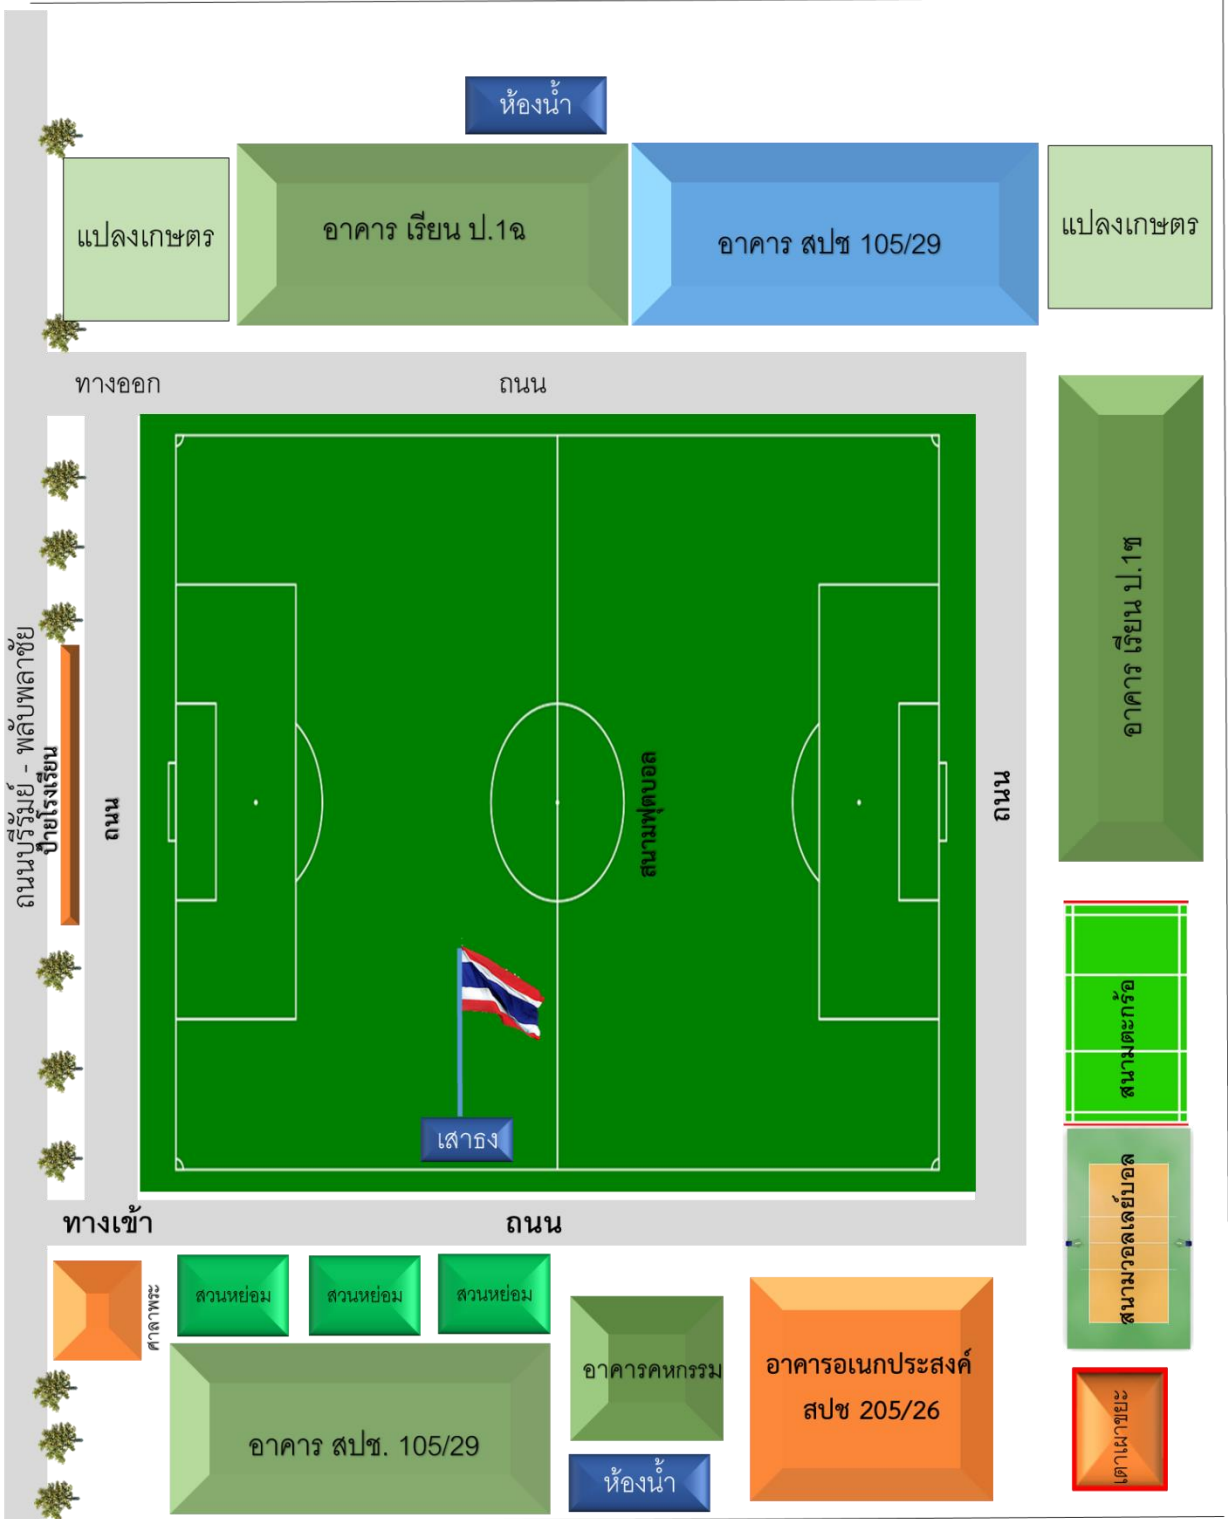 ห้องน้ำ
แปลงเกษตร
อาคาร เรียน ป.1ฉ
อาคาร สปช 105/29
แปลงเกษตร
ทางออก
ถนน
อาคาร เรียน ป.1ซ
ถนนบุรีรัมย์ - พลับพลาชัย
ป้ายโรงเรียน
ถนน
สนามฟุตบอล
ถนน
สนามตะกร้อ
เสาธง
สนามวอลเลย์บอล
ทางเข้า
ถนน
ศาลาพระ
สวนหย่อม
สวนหย่อม
สวนหย่อม
อาคารคหกรรม
อาคารอเนกประสงค์
สปช 205/26
เตาเผาขยะ
อาคาร สปช. 105/29
ห้องน้ำ